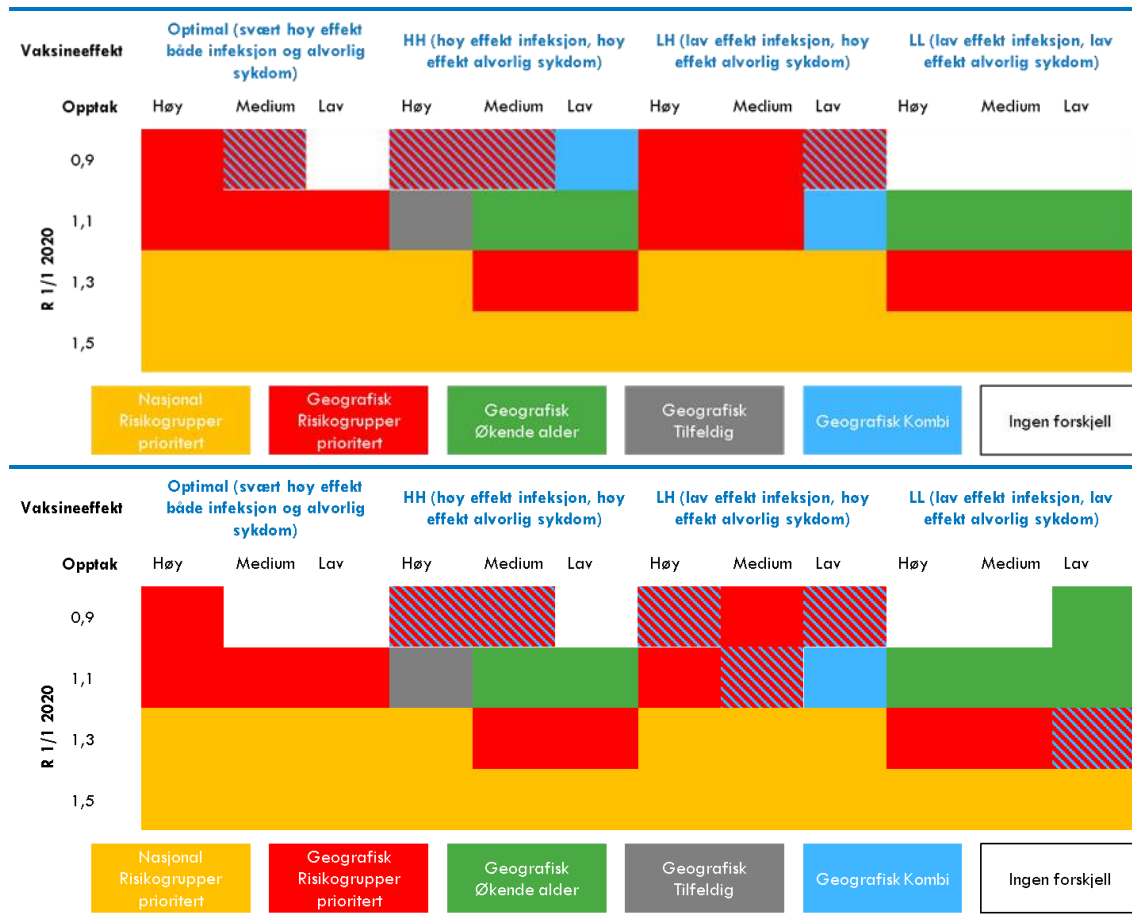 Vaksineeffekt
Optimal (svært høy effekt
både infeksjon og alvorlig
sykdom)
HH (høy effekt infeksjon, høy
effekt alvorlig sykdom)
LH (lav effekt infeksjon, høy
effekt alvorlig sykdom)
LL (lav effekt infeksjon, lav
effekt alvorlig sykdom)
Opptak Høy Medium Lav Høy Medium Lav Høy Medium Lav Høy Medium Lav
R 1/1 2020
0,9
1,1
1,3
1,5
Nasjonal
Risikogrupper
prioritert
Geografisk
Risikogrupper
prioritert
Geografisk
Økende alder
Geografisk
Tilfeldig
Geografisk Kombi
Ingen forskjell
Vaksineeffekt
Optimal (svært høy effekt
både infeksjon og alvorlig
sykdom)
HH (høy effekt infeksjon, høy
effekt alvorlig sykdom)
LH (lav effekt infeksjon, høy
effekt alvorlig sykdom)
LL (lav effekt infeksjon, lav
effekt alvorlig sykdom)
Opptak Høy Medium Lav Høy Medium Lav Høy Medium Lav Høy Medium Lav
R 1/1 2020
0,9
1,1
1,3
1,5
Nasjonal
Risikogrupper
prioritert
Geografisk
Risikogrupper
prioritert
Geografisk
Økende alder
Geografisk
Tilfeldig
Geografisk Kombi
Ingen forskjell